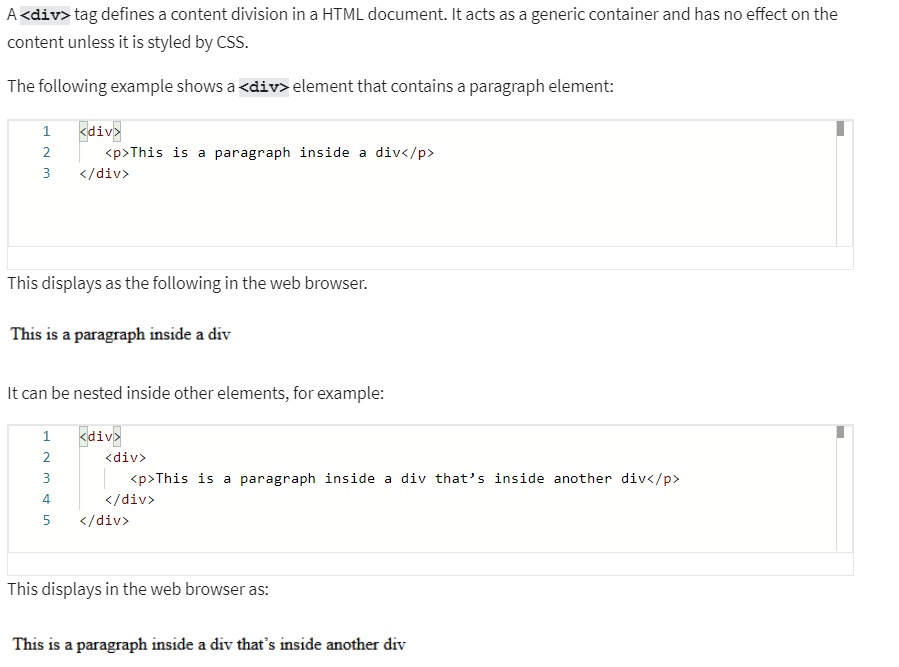 A <div> tag defines a content division in a HTML document. It acts as a generic container and has no effect on the
content unless it is styled by CSS.
The following example shows a <div> element that contains a paragraph element:
1 <div>
2 <p>This is a paragraph inside a div</p>
3 </div>
This displays as the following in the web browser.
This is a paragraph inside a div
It can be nested inside other elements, for example:
1 <div>
2 <div>
3 <p>This is a paragraph inside a div that’s inside another div</p>
4 </div>
5 </div>
This displays in the web browser as:
This is a paragraph inside a div that’s inside another div